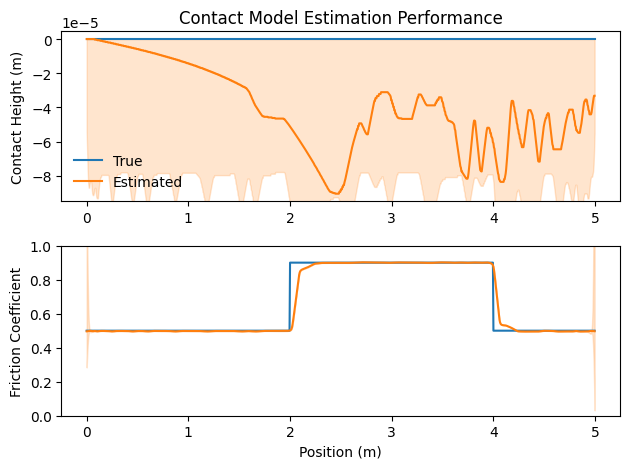 Contact Model Estimation Performance
1e−5
Contact Height (m)
0
−2
−4
−6
−8
True
Estimated
0 1 2 3 4 5
Friction Coefficient
1.0
0.8
0.6
0.4
0.2
0.0
0 1 2 3 4 5
Position (m)